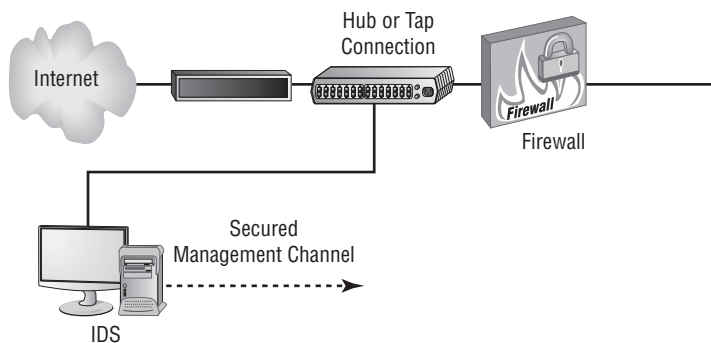 Hub or Tap
Connection
Internet
Firewall
Firewall
Secured
Management Channel
IDS